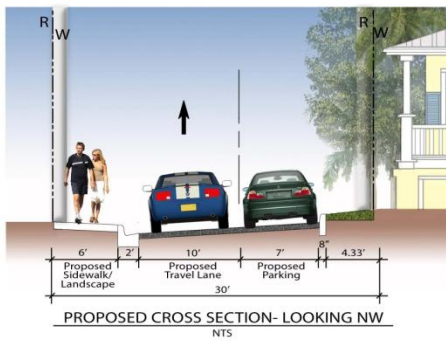 R W
R W
6' 2' 10' 7' 8" 4.33'
Proposed Sidewalk/ Landscape
Proposed Travel Lane
Proposed Parking
30'
PROPOSED CROSS SECTION- LOOKING NW
NTS